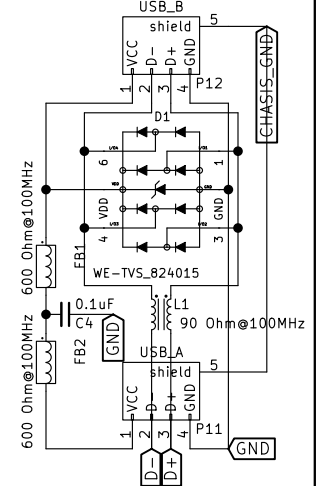 USB_B
shield
5
VCC
D-
D+
GND
1
2
3
4
P12
CHASIS_GND
D1
6
1
VDD
GND
4
3
WE-TVS_824015
600 Ohm@100MHz
FB1
0.1uF
C4
GND
L1
90 Ohm@100MHz
600 Ohm@100MHz
FB2
USB_A
shield
5
VCC
D-
D+
GND
1
2
3
4
P11
GND
D-
D+